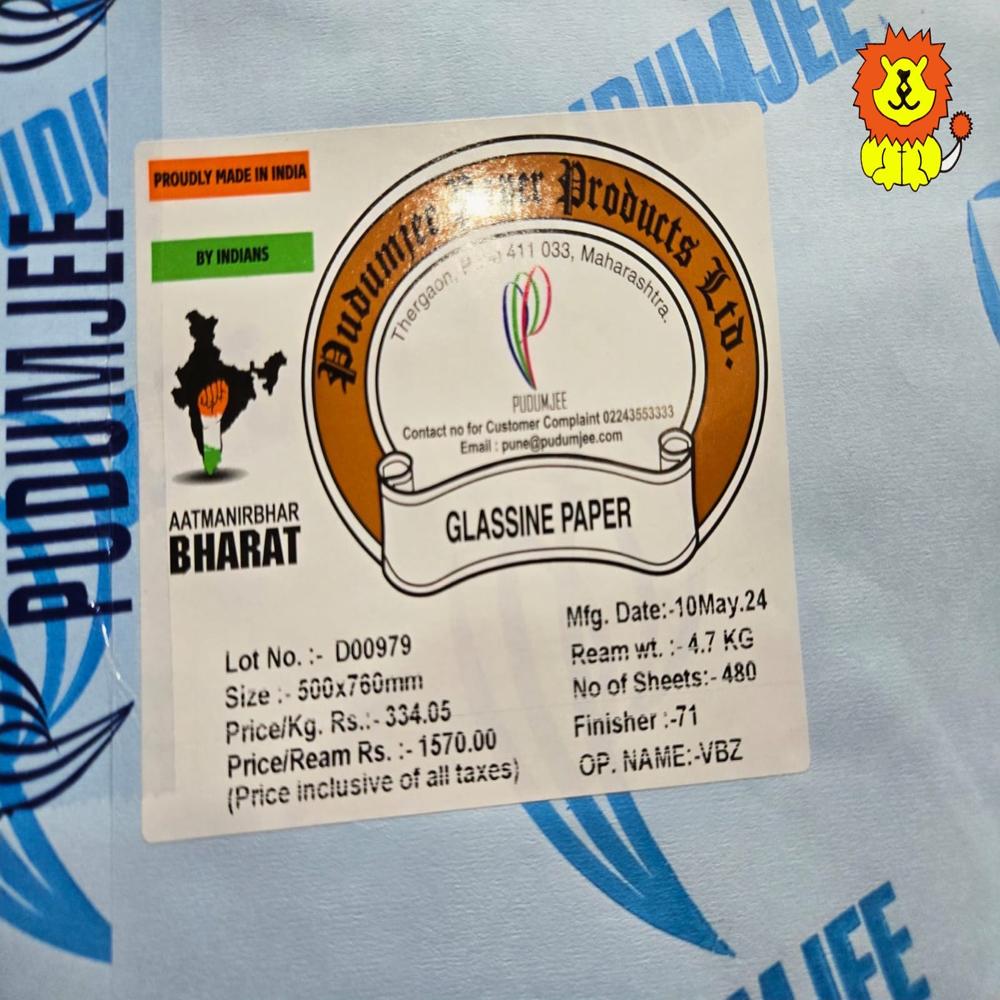 PUDUMJEE
PUDUMJEE
PROUDLY MADE IN INDIA
BY INDIANS
AATMANIRBHAR
BHARAT
Pudumjee Paper Products Ltd.
Thergaon, 411 033, Maharashtra.
PUDUMJEE
Contact no for Customer Complaint 02243553333
Email : pune@pudumjee.com
GLASSINE PAPER
Lot No. :- D00979
Size :- 500x760mm
Price/Kg. Rs.:- 334.05
Price/Ream Rs. :- 1570.00
(Price inclusive of all taxes)
Mfg. Date:-10May.24
Ream wt. :- 4.7 KG
No of Sheets:- 480
Finisher :-71
OP. NAME:-VBZ